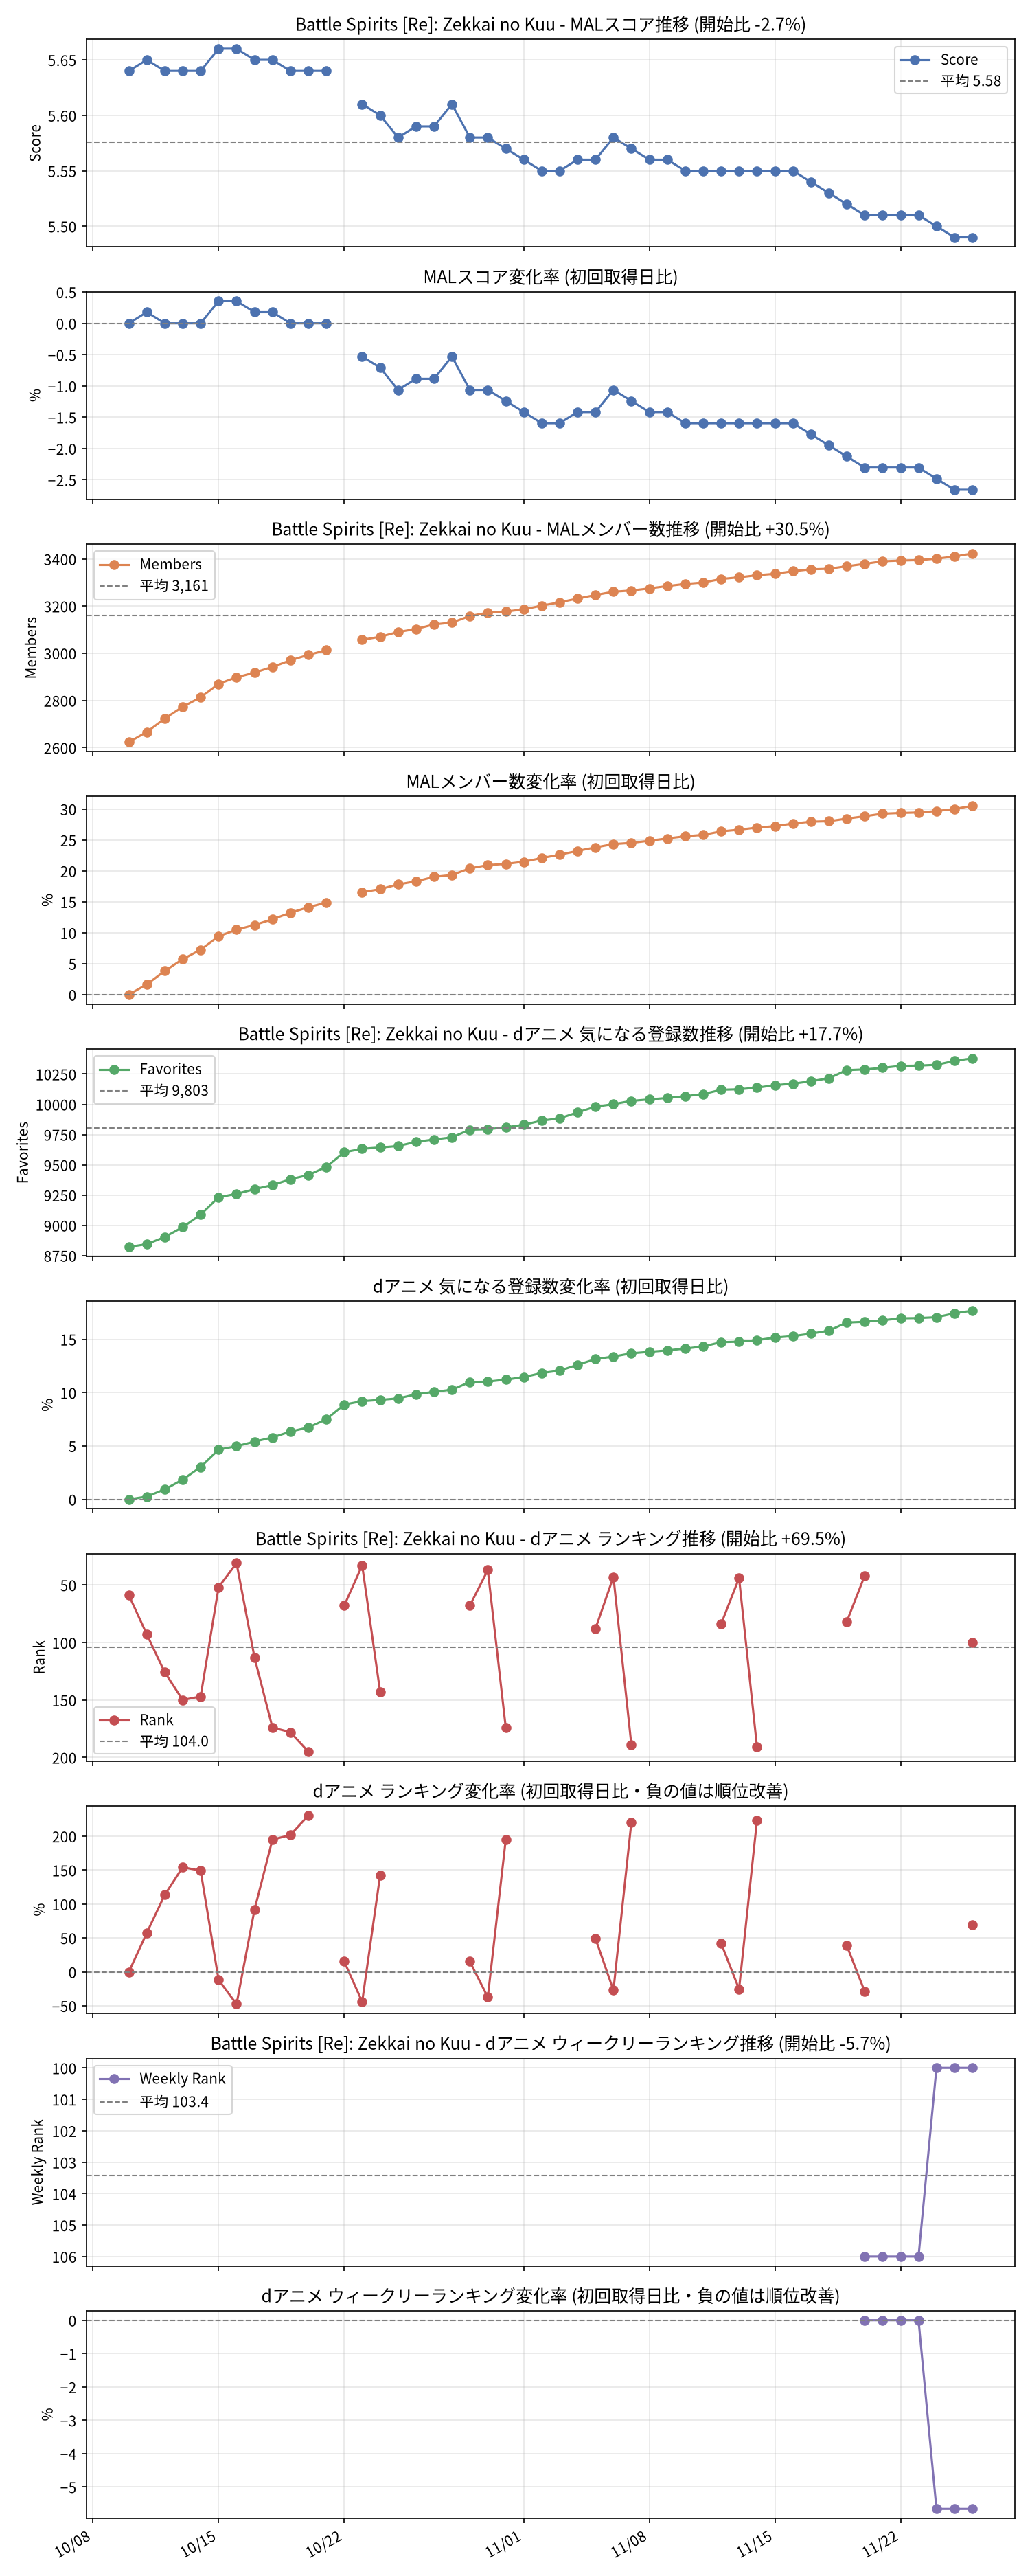 Battle Spirits [Re]: Zekkai no Kuu - MALスコア推移 (開始比 -2.7%)
Score
5.65
5.60
5.55
5.50
Score
平均 5.58
MALスコア変化率 (初回取得日比)
%
0.5
0.0
−0.5
−1.0
−1.5
−2.0
−2.5
Battle Spirits [Re]: Zekkai no Kuu - MALメンバー数推移 (開始比 +30.5%)
Members
3400
3200
3000
2800
2600
Members
平均 3,161
MALメンバー数変化率 (初回取得日比)
%
30
25
20
15
10
5
0
Battle Spirits [Re]: Zekkai no Kuu - dアニメ 気になる登録数推移 (開始比 +17.7%)
Favorites
10250
10000
9750
9500
9250
9000
8750
Favorites
平均 9,803
dアニメ 気になる登録数変化率 (初回取得日比)
%
15
10
5
0
Battle Spirits [Re]: Zekkai no Kuu - dアニメ ランキング推移 (開始比 +69.5%)
Rank
50
100
150
200
Rank
平均 104.0
dアニメ ランキング変化率 (初回取得日比・負の値は順位改善)
%
200
150
100
50
0
−50
Battle Spirits [Re]: Zekkai no Kuu - dアニメ ウィークリーランキング推移 (開始比 -5.7%)
Weekly Rank
100
101
102
103
104
105
106
Weekly Rank
平均 103.4
dアニメ ウィークリーランキング変化率 (初回取得日比・負の値は順位改善)
%
0
−1
−2
−3
−4
−5
10/08
10/15
10/22
11/01
11/08
11/15
11/22